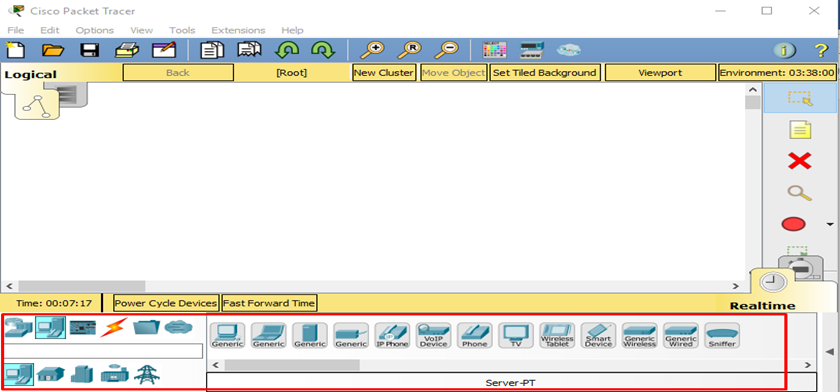 Cisco Packet Tracer
File Edit Options View Tools Extensions Help
Logical Back [Root] New Cluster Move Object Set Tiled Background Viewport Environment: 03:38:00
Time: 00:07:17 Power Cycle Devices Fast Forward Time Realtime
Generic Generic Generic Generic IP Phone VoIP Device Phone TV Wireless Tablet Smart Device Generic Wireless Generic Wired Sniffer
Server-PT